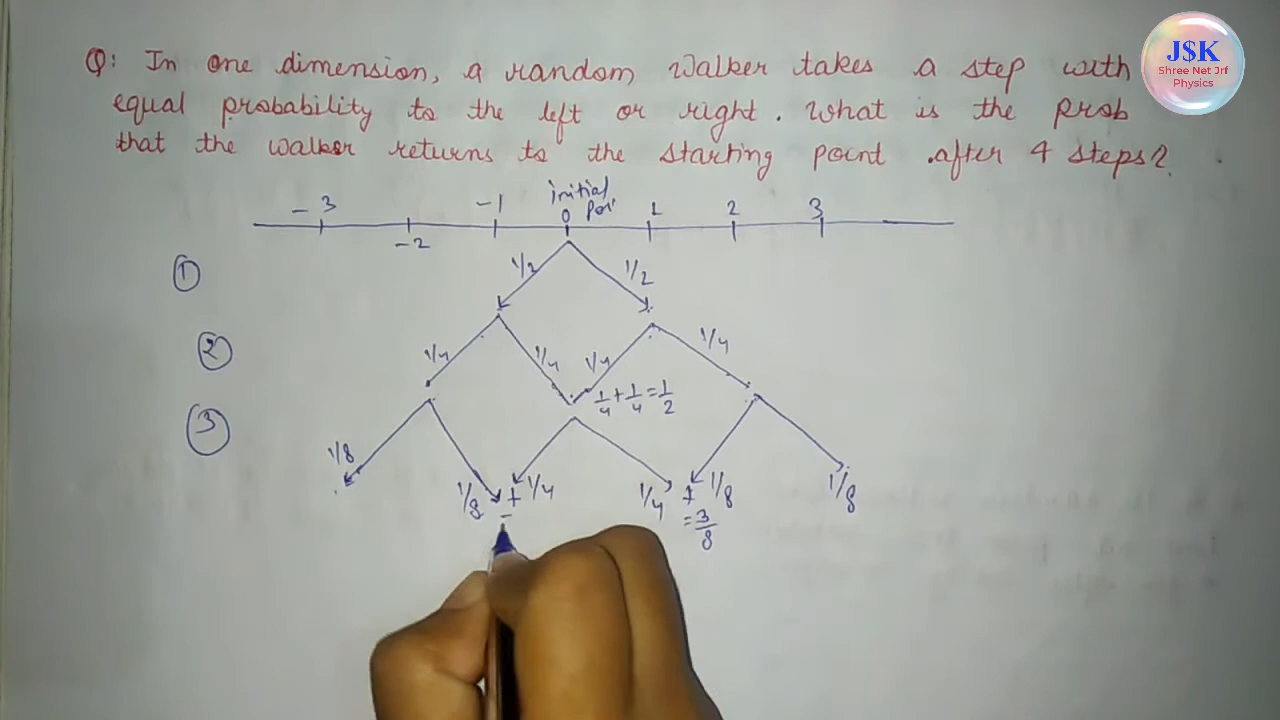 J$K
Shree Net Jrf
Physics
Q: In one dimension, a random walker takes a step with
equal probability to the left or right. What is the prob
that the walker returns to the starting point after 4 steps?
initial
-3 -1 0 1 2 3
-2
① 1/2 1/2
② 1/4 1/4 1/4 1/4
1/4 + 1/4 = 1/2
③
1/8 1/8 + 1/4 1/4 + 1/8 1/8
= = 3/8